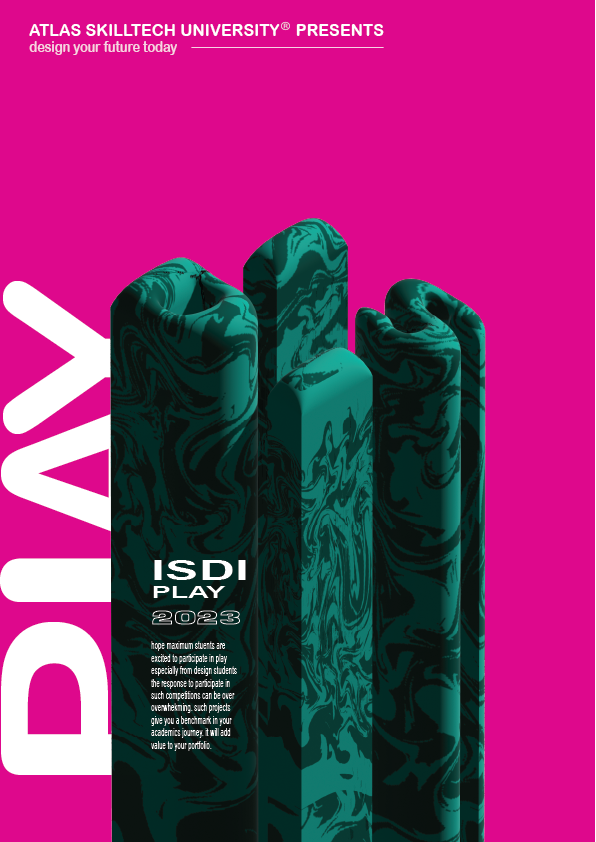 ATLAS SKILLTECH UNIVERSITY® PRESENTS
design your future today
PLAY
ISDI
PLAY
2023
hope maximum stuents are
excited to participate in play
especially from design students
the response to participate in
such competitions can be over
overwhekming. such projects
give you a benchmark in your
academics journey. it will add
value to your portfolio.